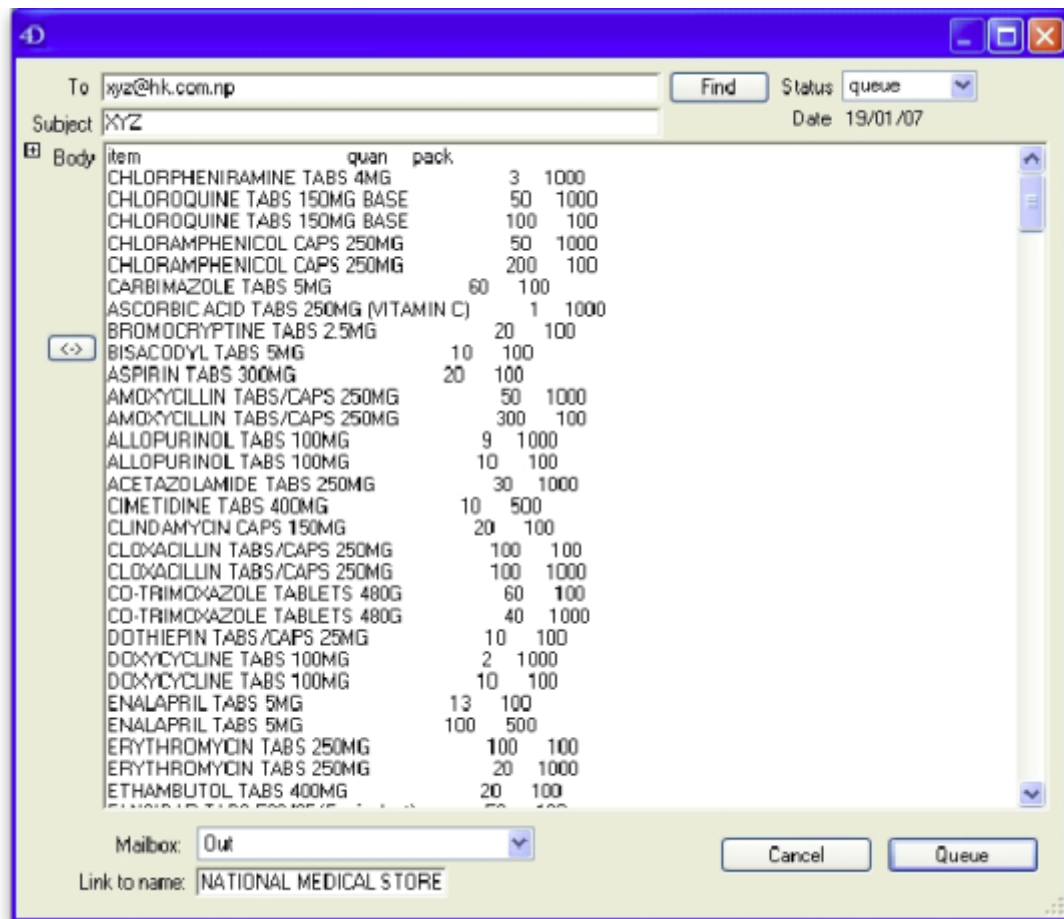 4D
To xyz@hk.com.np Find Status queue
Subject XYZ Date 19/01/07
Body item quan pack
CHLORPHENIRAMINE TABS 4MG 3 1000
CHLOROQUINE TABS 150MG BASE 50 1000
CHLOROQUINE TABS 150MG BASE 100 100
CHLORAMPHENICOL CAPS 250MG 50 1000
CHLORAMPHENICOL CAPS 250MG 200 100
CARBIMAZOLE TABS 5MG 60 100
ASCORBIC ACID TABS 250MG (VITAMIN C) 1 1000
BROMOCRYPTINE TABS 2.5MG 20 100
<-> BISACODYL TABS 5MG 10 100
ASPIRIN TABS 300MG 20 100
AMOXYCILLIN TABS/CAPS 250MG 50 1000
AMOXYCILLIN TABS/CAPS 250MG 300 100
ALLOPURINOL TABS 100MG 9 1000
ALLOPURINOL TABS 100MG 10 100
ACETAZOLAMIDE TABS 250MG 30 1000
CIMETIDINE TABS 400MG 10 500
CLINDAMYCIN CAPS 150MG 20 100
CLOXACILLIN TABS/CAPS 250MG 100 100
CLOXACILLIN TABS/CAPS 250MG 100 1000
CO-TRIMOXAZOLE TABLETS 480G 60 100
CO-TRIMOXAZOLE TABLETS 480G 40 1000
DOTHIEPIN TABS/CAPS 25MG 10 100
DOXYCYCLINE TABS 100MG 2 1000
DOXYCYCLINE TABS 100MG 10 100
ENALAPRIL TABS 5MG 13 100
ENALAPRIL TABS 5MG 100 500
ERYTHROMYCIN TABS 250MG 100 100
ERYTHROMYCIN TABS 250MG 20 1000
ETHAMBUTOL TABS 400MG 20 100
Mailbox: Out Cancel Queue
Link to name: NATIONAL MEDICAL STORE